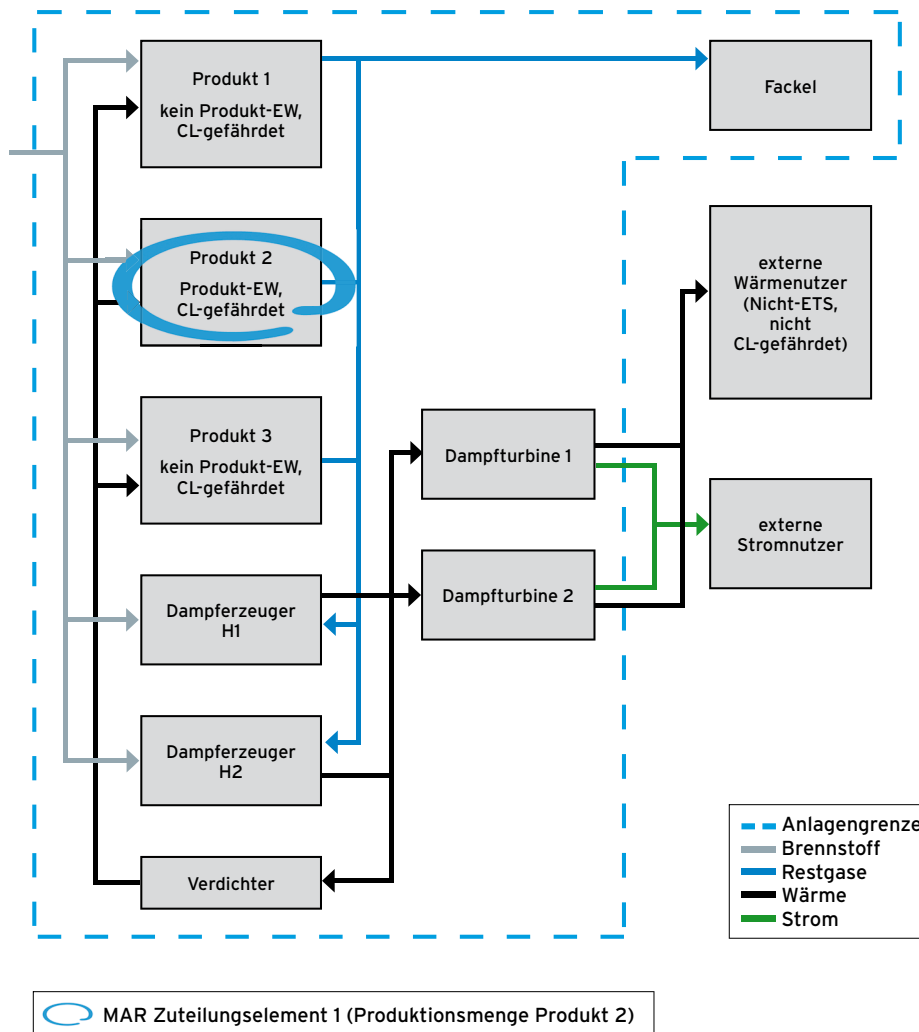 Produkt 1
kein Produkt-EW,
CL-gefährdet
Fackel
Produkt 2
Produkt-EW,
CL-gefährdet
externe
Wärmenutzer
(Nicht-ETS,
nicht
CL-gefährdet)
Produkt 3
kein Produkt-EW,
CL-gefährdet
Dampfturbine 1
externe
Stromnutzer
Dampfturbine 2
Dampferzeuger
H1
Dampferzeuger
H2
Verdichter
Anlagengrenze
Brennstoff
Restgase
Wärme
Strom
MAR Zuteilungselement 1 (Produktionsmenge Produkt 2)